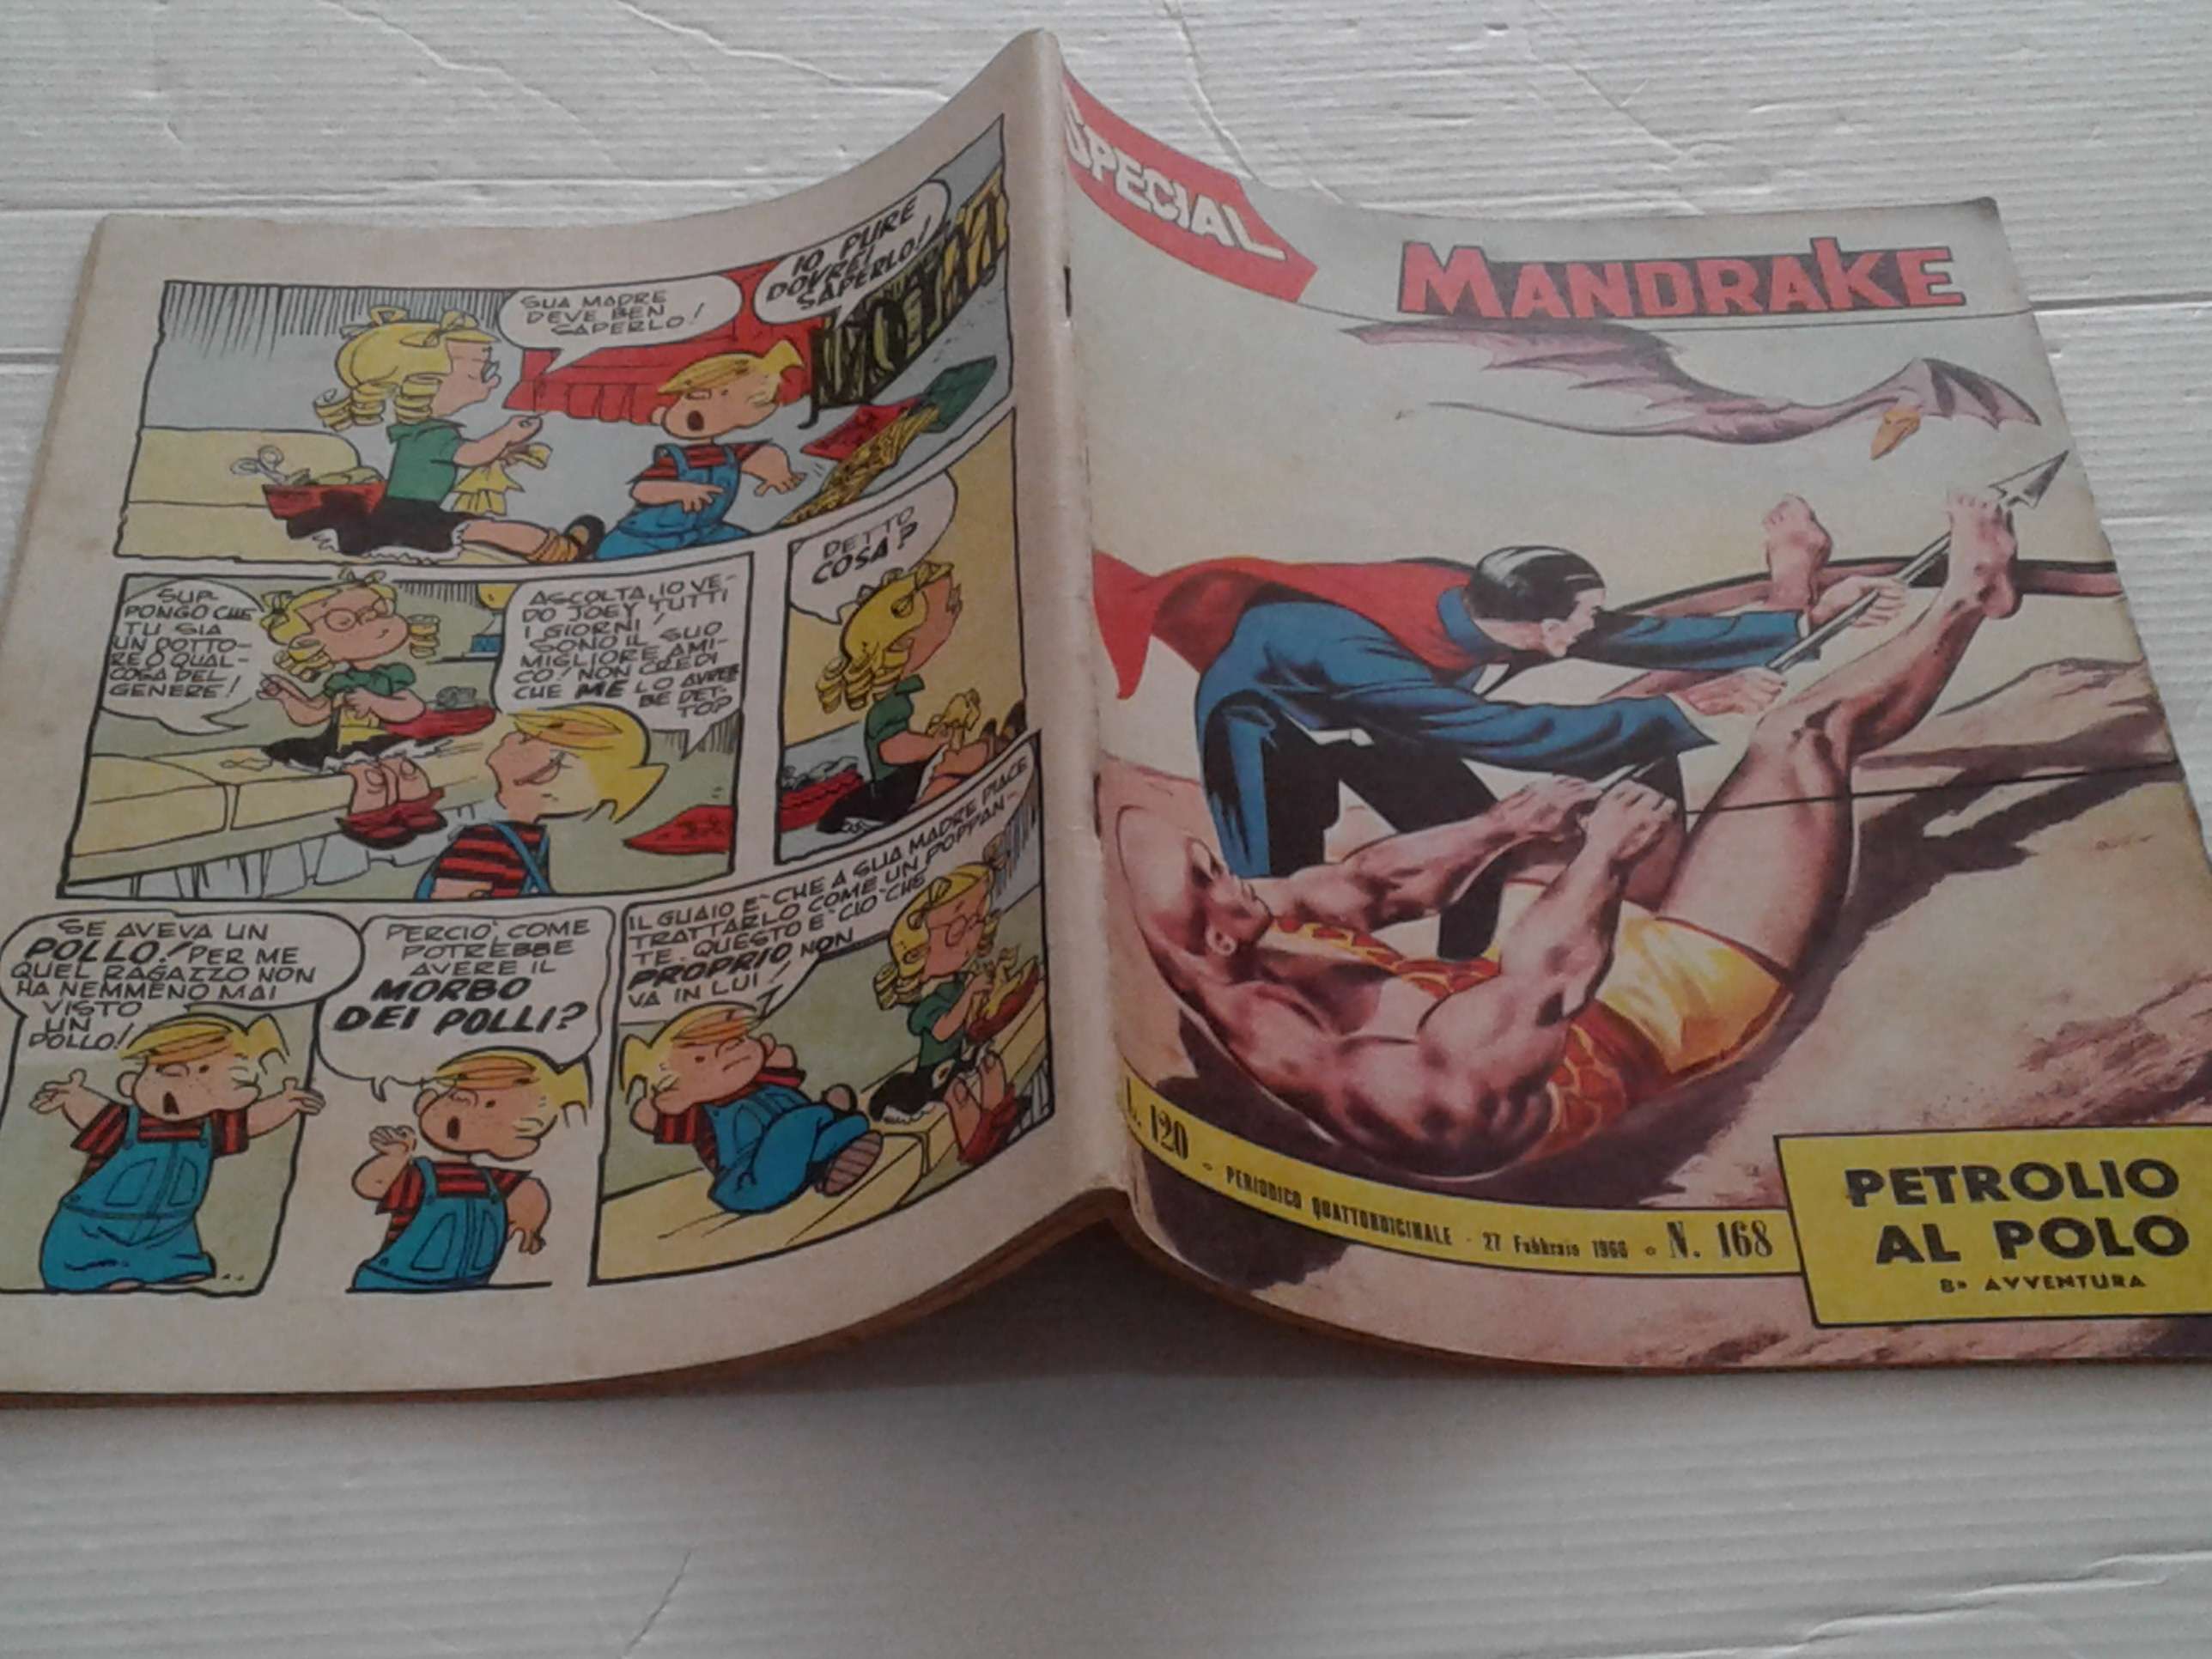 SUA MADRE
DEVE BEN
SAPERLO!
IO PURE
DOVREI
SAPERLO!
SUP-
PONGO CHE
TU SIA
UN DOTTO-
RE O QUAL-
COSA DEL
GENERE!
ASCOLTA, IO VE-
DO JOEY TUTTI
I GIORNI!
SONO IL SUO
MIGLIORE AMI-
CO! NON CREDI
CHE ME LO AVREB
BE DET-
TO?
DETTO
COSA?
SE AVEVA UN
POLLO! PER ME
QUEL RAGAZZO NON
HA NEMMENO MAI
VISTO
UN
POLLO!
PERCIO', COME
POTREBBE
AVERE IL
MORBO
DEI POLLI?
IL GUAIO E' CHE A SUA MADRE PIACE
TRATTARLO COME UN POPPAN-
TE. QUESTO E' CIO' CHE
PROPRIO NON
VA IN LUI!
SPECIAL
MANDRAKE
L. 120 - PERIODICO QUATTORDICINALE - 27 Febbraio 1966 - N. 168
PETROLIO
AL POLO
8ª AVVENTURA